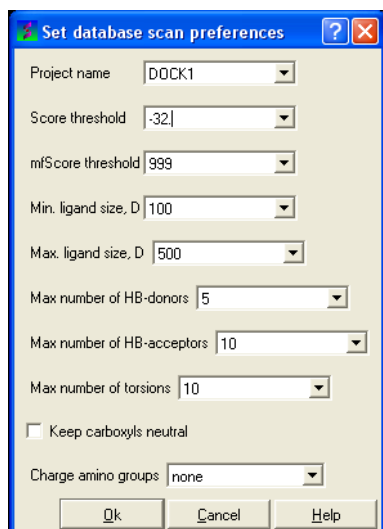 Set database scan preferences
Project name DOCK1
Score threshold -32.
mfScore threshold 999
Min. ligand size, D 100
Max. ligand size, D 500
Max number of HB-donors 5
Max number of HB-acceptors 10
Max number of torsions 10
Keep carboxyls neutral
Charge amino groups none
Ok Cancel Help